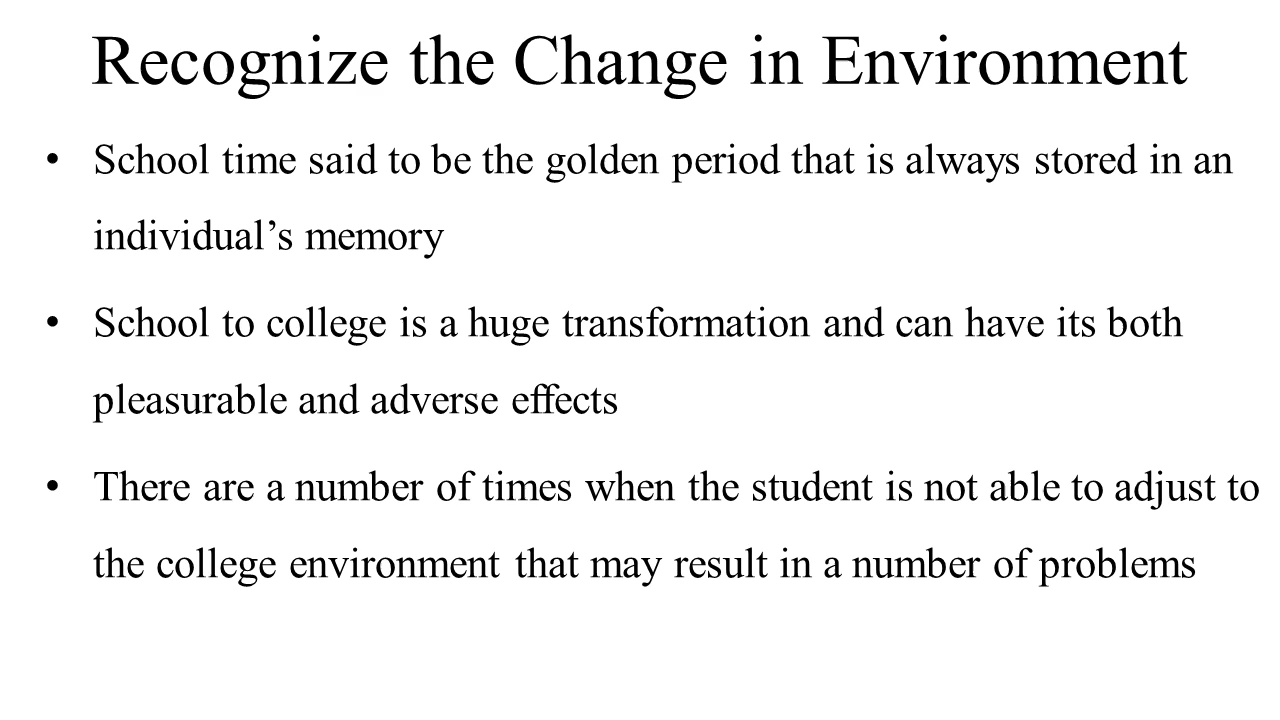 Recognize the Change in Environment
• School time said to be the golden period that is always stored in an
individual’s memory
• School to college is a huge transformation and can have its both
pleasurable and adverse effects
• There are a number of times when the student is not able to adjust to
the college environment that may result in a number of problems